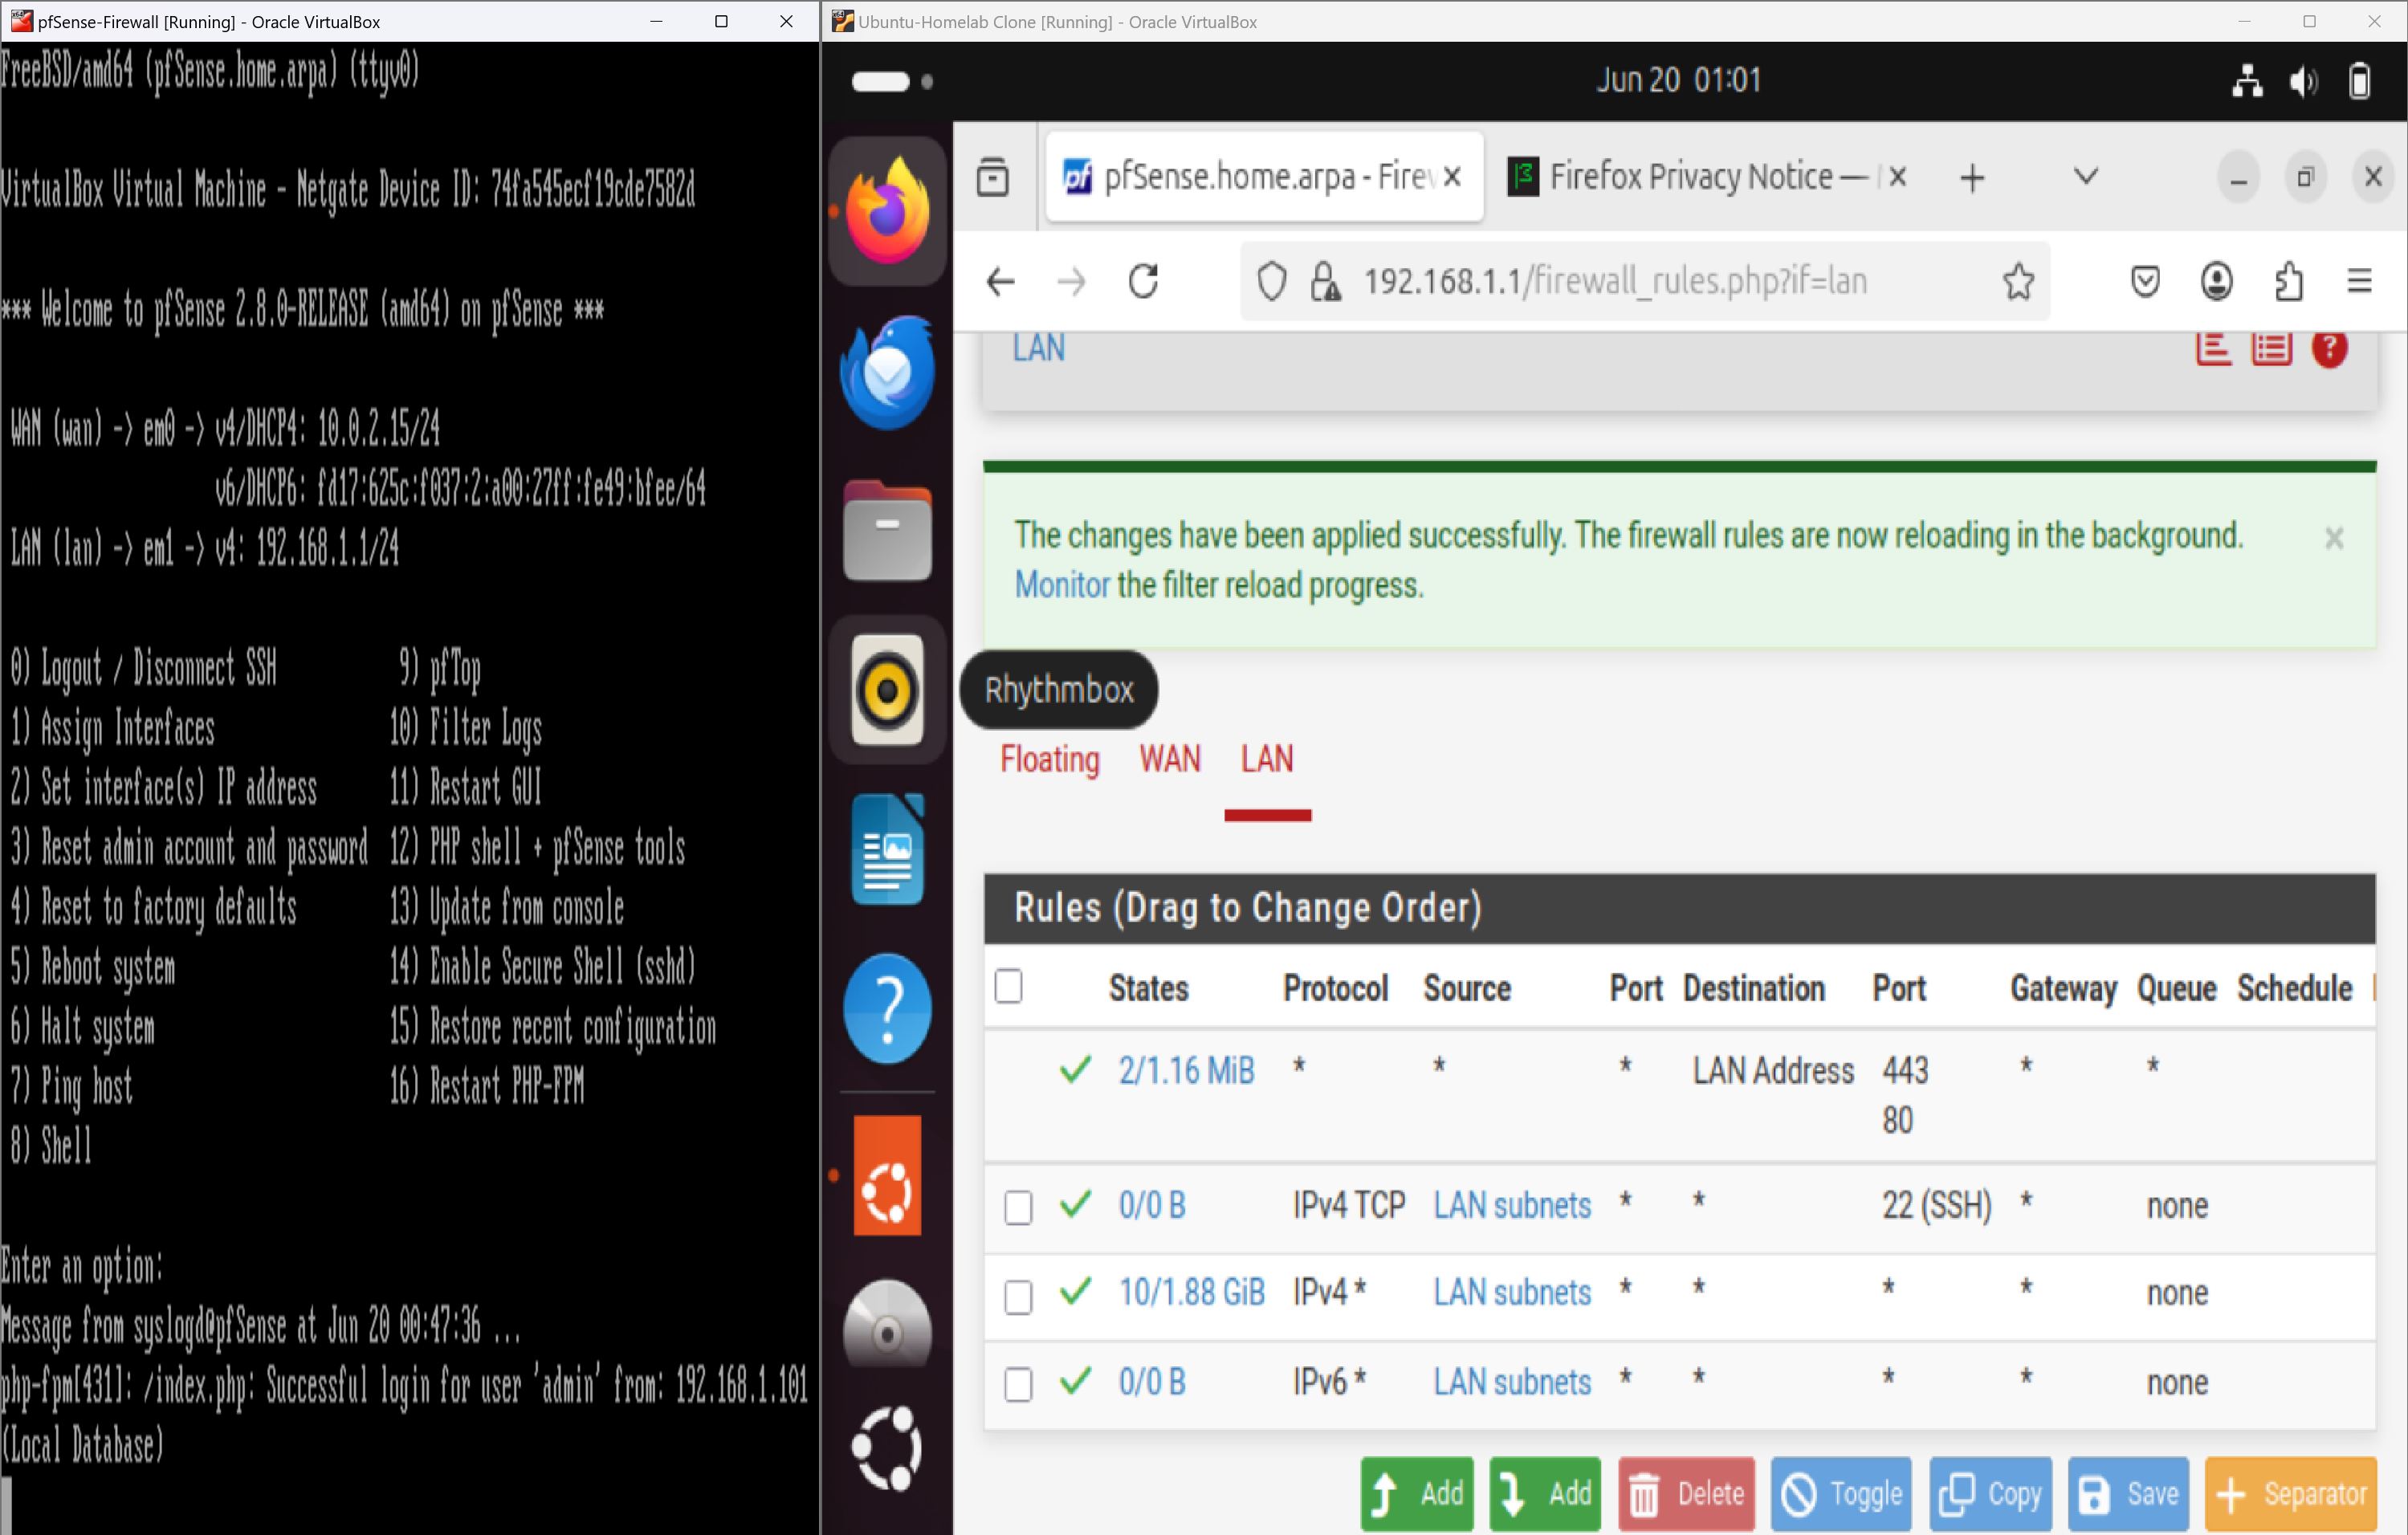 pfSense-Firewall [Running] - Oracle VirtualBox
FreeBSD/amd64 (pfSense.home.arpa) (ttyv0)
VirtualBox Virtual Machine - Netgate Device ID: 74fa545ecf19cde7582d
*** Welcome to pfSense 2.8.0-RELEASE (amd64) on pfSense ***
WAN (wan) -> em0 -> v4/DHCP4: 10.0.2.15/24
v6/DHCP6: fd17:625c:f037:2:a00:27ff:fe49:bfee/64
LAN (lan) -> em1 -> v4: 192.168.1.1/24
0) Logout / Disconnect SSH 9) pfTop
1) Assign Interfaces 10) Filter Logs
2) Set interface(s) IP address 11) Restart GUI
3) Reset admin account and password 12) PHP shell + pfSense tools
4) Reset to factory defaults 13) Update from console
5) Reboot system 14) Enable Secure Shell (sshd)
6) Halt system 15) Restore recent configuration
7) Ping host 16) Restart PHP-FPM
8) Shell
Enter an option:
Message from syslogd@pfSense at Jun 20 00:47:36 ...
php-fpm[431]: /index.php: Successful login for user 'admin' from: 192.168.1.101
(Local Database)
Ubuntu-Homelab Clone [Running] - Oracle VirtualBox
Jun 20 01:01
pfSense.home.arpa - Firew
Firefox Privacy Notice —
192.168.1.1/firewall_rules.php?if=lan
LAN
The changes have been applied successfully. The firewall rules are now reloading in the background.
Monitor the filter reload progress.
Rhythmbox
Floating WAN LAN
Rules (Drag to Change Order)
States Protocol Source Port Destination Port Gateway Queue Schedule
2/1.16 MiB * * * LAN Address 443 * *
80
0/0 B IPv4 TCP LAN subnets * * 22 (SSH) * none
10/1.88 GiB IPv4 * LAN subnets * * * * none
0/0 B IPv6 * LAN subnets * * * * none
Add Add Delete Toggle Copy Save Separator